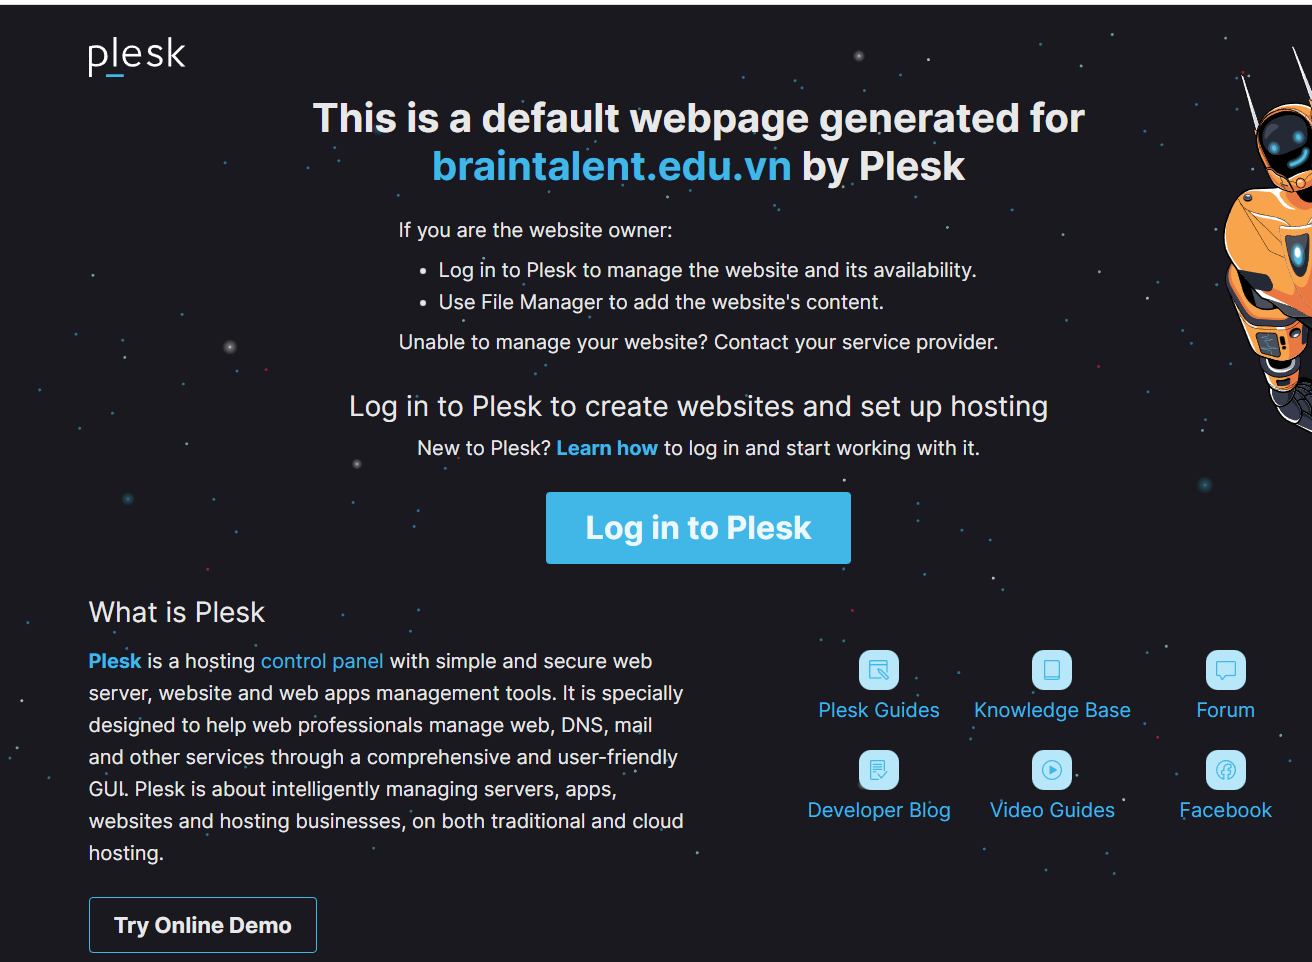 plesk
This is a default webpage generated for
braintalent.edu.vn by Plesk
If you are the website owner:
• Log in to Plesk to manage the website and its availability.
• Use File Manager to add the website's content.
Unable to manage your website? Contact your service provider.
Log in to Plesk to create websites and set up hosting
New to Plesk? Learn how to log in and start working with it.
Log in to Plesk
What is Plesk
Plesk is a hosting control panel with simple and secure web
server, website and web apps management tools. It is specially
designed to help web professionals manage web, DNS, mail
and other services through a comprehensive and user-friendly
GUI. Plesk is about intelligently managing servers, apps,
websites and hosting businesses, on both traditional and cloud
hosting.
Try Online Demo
Plesk Guides
Knowledge Base
Forum
Developer Blog
Video Guides
Facebook